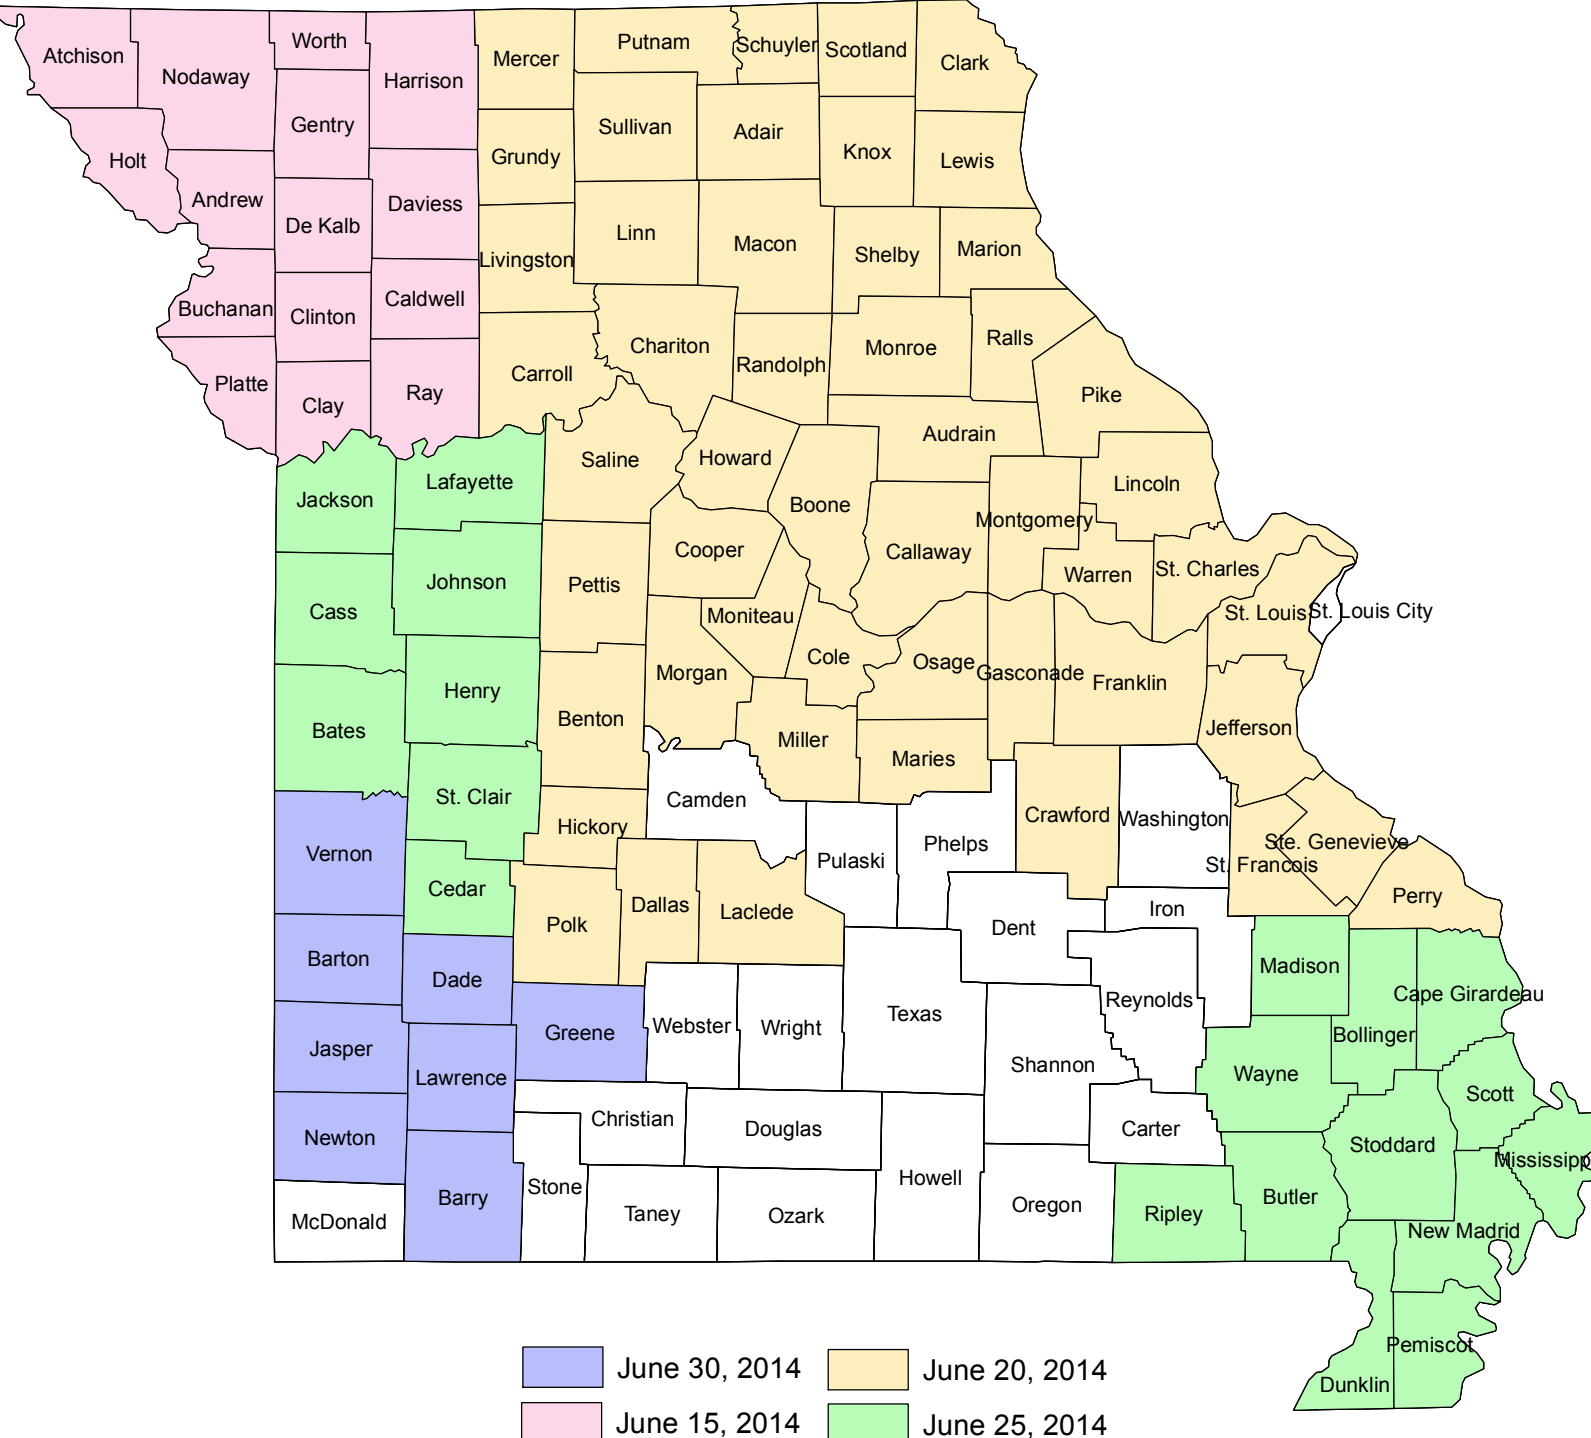 Atchison
Nodaway
Worth
Harrison
Mercer
Putnam
Schuyler
Scotland
Clark
Holt
Gentry
Sullivan
Adair
Knox
Lewis
Grundy
Andrew
De Kalb
Daviess
Linn
Macon
Shelby
Marion
Livingston
Buchanan
Clinton
Caldwell
Chariton
Randolph
Monroe
Ralls
Platte
Clay
Ray
Carroll
Pike
Audrain
Saline
Howard
Jackson
Lafayette
Boone
Lincoln
Montgomery
Cooper
Callaway
Cass
Johnson
Pettis
Warren
St. Charles
Moniteau
St. Louis
St. Louis City
Cole
Osage
Gasconade
Franklin
Morgan
Henry
Bates
Benton
Miller
Jefferson
Maries
St. Clair
Camden
Crawford
Washington
Hickory
Vernon
Pulaski
Phelps
Ste. Genevieve
St. Francois
Cedar
Polk
Dallas
Laclede
Dent
Iron
Perry
Barton
Dade
Madison
Cape Girardeau
Reynolds
Jasper
Greene
Webster
Wright
Texas
Bollinger
Lawrence
Shannon
Wayne
Scott
Newton
Christian
Douglas
Carter
Stoddard
Mississipp
Barry
Stone
Howell
McDonald
Taney
Ozark
Oregon
Ripley
Butler
New Madrid
Pemiscot
Dunklin
June 30, 2014
June 20, 2014
June 15, 2014
June 25, 2014